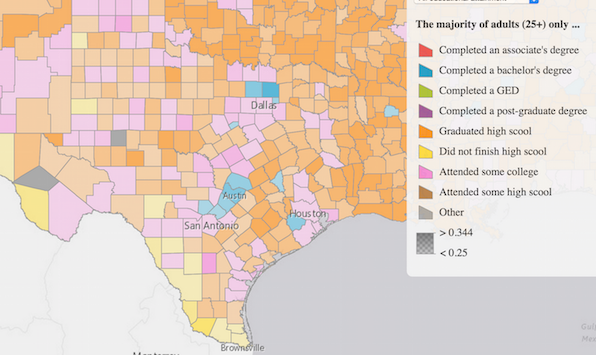 The majority of adults (25+) only ...
Completed an associate's degree
Completed a bachelor's degree
Completed a GED
Completed a post-graduate degree
Graduated high scool
Did not finish high scool
Attended some college
Attended some high scool
Other
> 0.344
< 0.25
Dallas
Austin
Houston
San Antonio
Brownsville